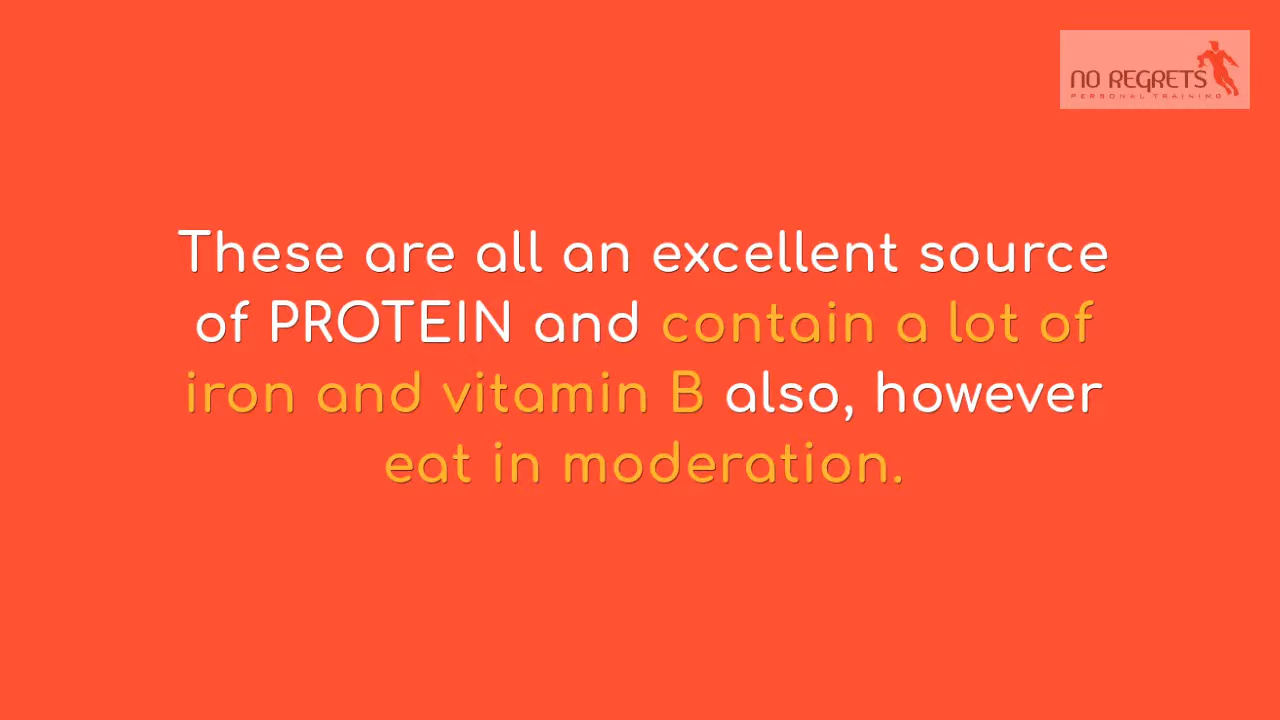 NO REGRETS
PERSONAL TRAINING
These are all an excellent source
of PROTEIN and contain a lot of
iron and vitamin B also, however
eat in moderation.